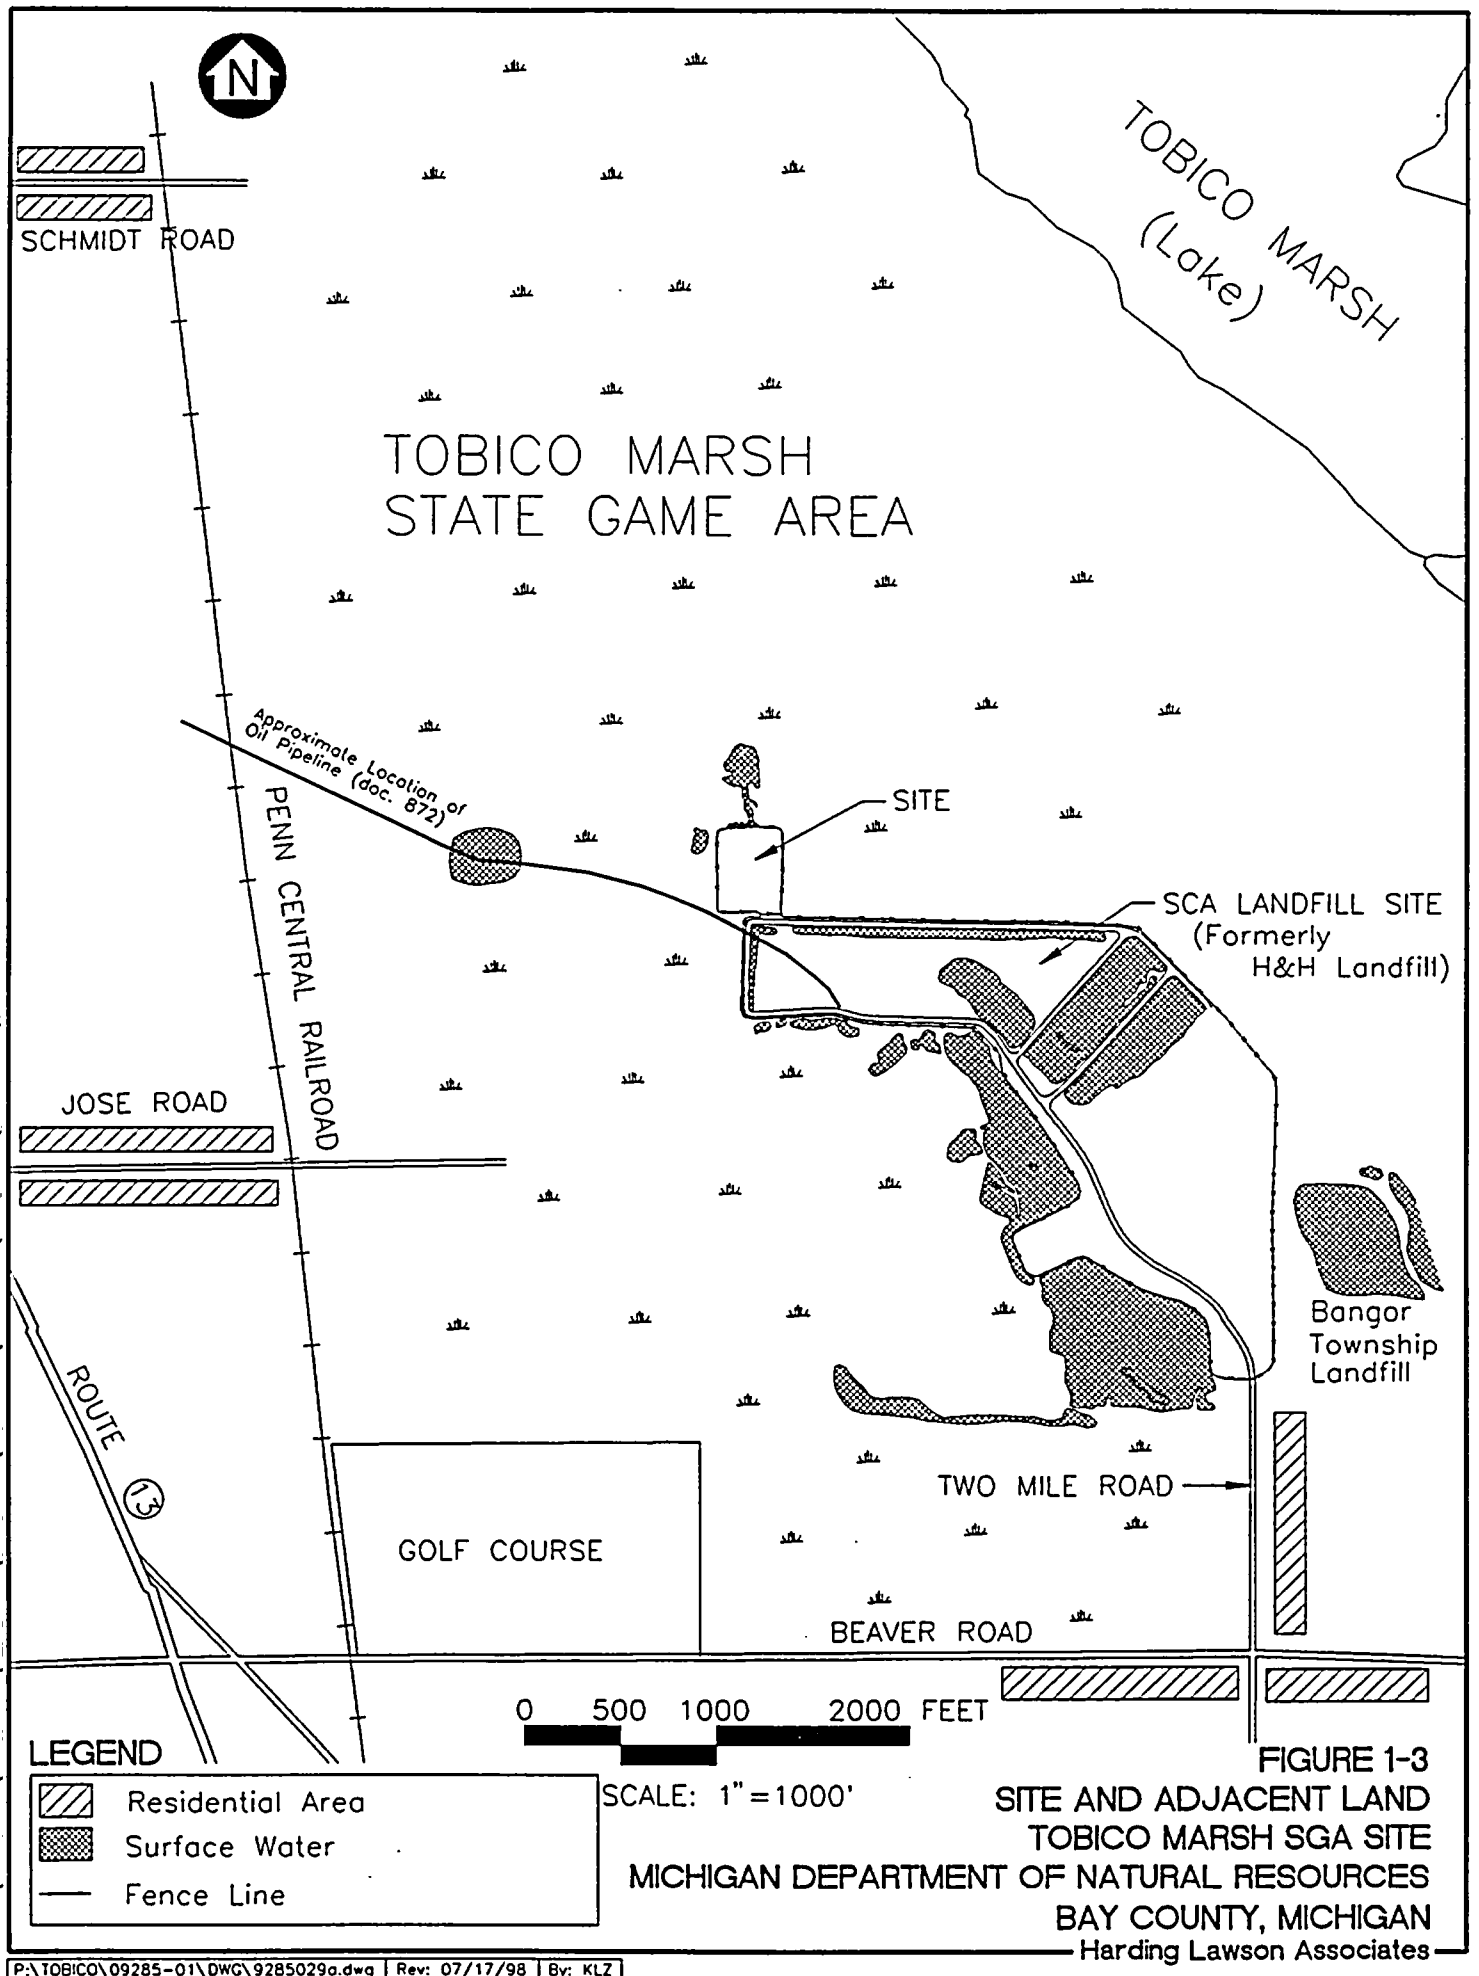 N
TOBICO MARSH
(Lake)
SCHMIDT ROAD
TOBICO MARSH
STATE GAME AREA
Approximate Location of
Oil Pipeline (doc. 872)
SITE
PENN CENTRAL RAILROAD
SCA LANDFILL SITE
(Formerly
H&H Landfill)
JOSE ROAD
Bangor
Township
Landfill
ROUTE
13
TWO MILE ROAD
GOLF COURSE
BEAVER ROAD
0 500 1000 2000 FEET
SCALE: 1"=1000'
LEGEND
Residential Area
Surface Water
Fence Line
FIGURE 1-3
SITE AND ADJACENT LAND
TOBICO MARSH SGA SITE
MICHIGAN DEPARTMENT OF NATURAL RESOURCES
BAY COUNTY, MICHIGAN
Harding Lawson Associates
P:\TOBICO\09285-01\DWG\9285029a.dwg Rev: 07/17/98 By: KLZ